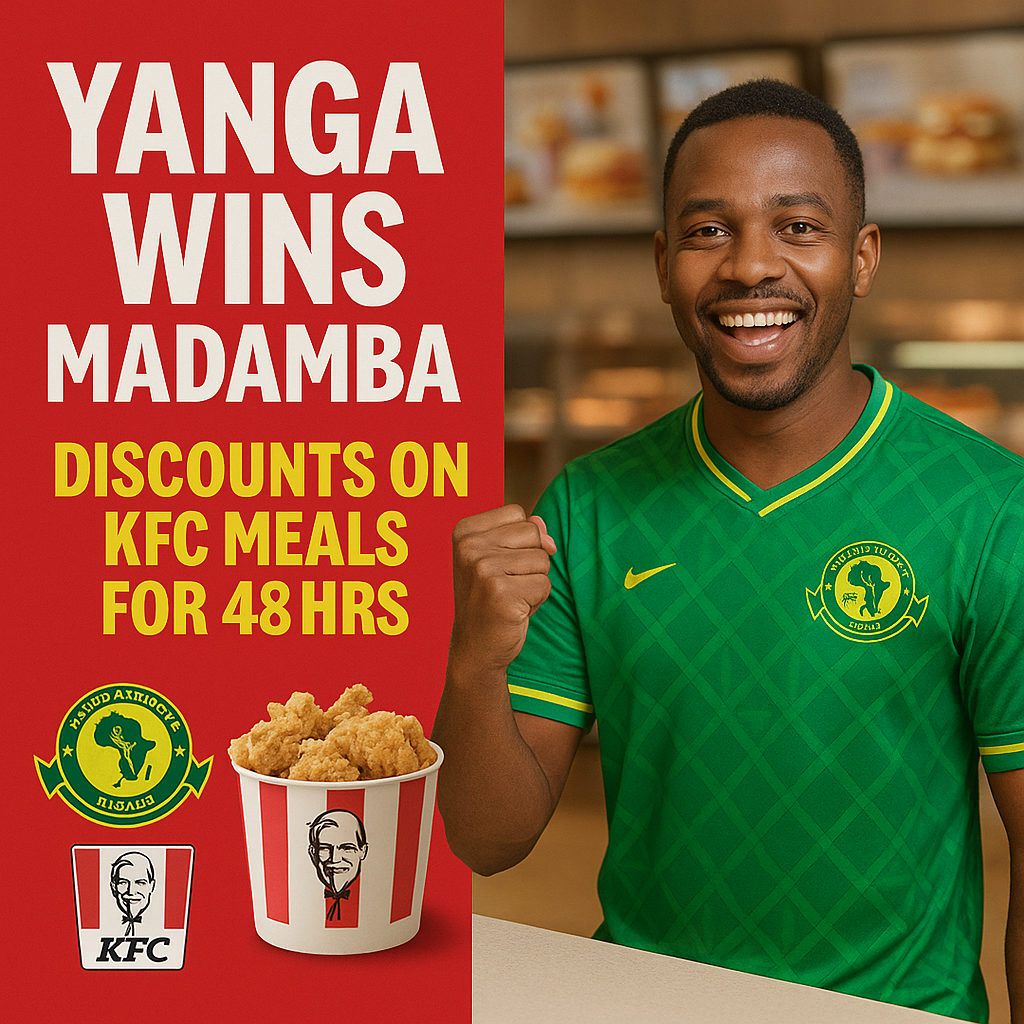 YANGA
WINS
MADAMBA
DISCOUNTS ON
KFC MEALS
FOR 48 HRS
KFC